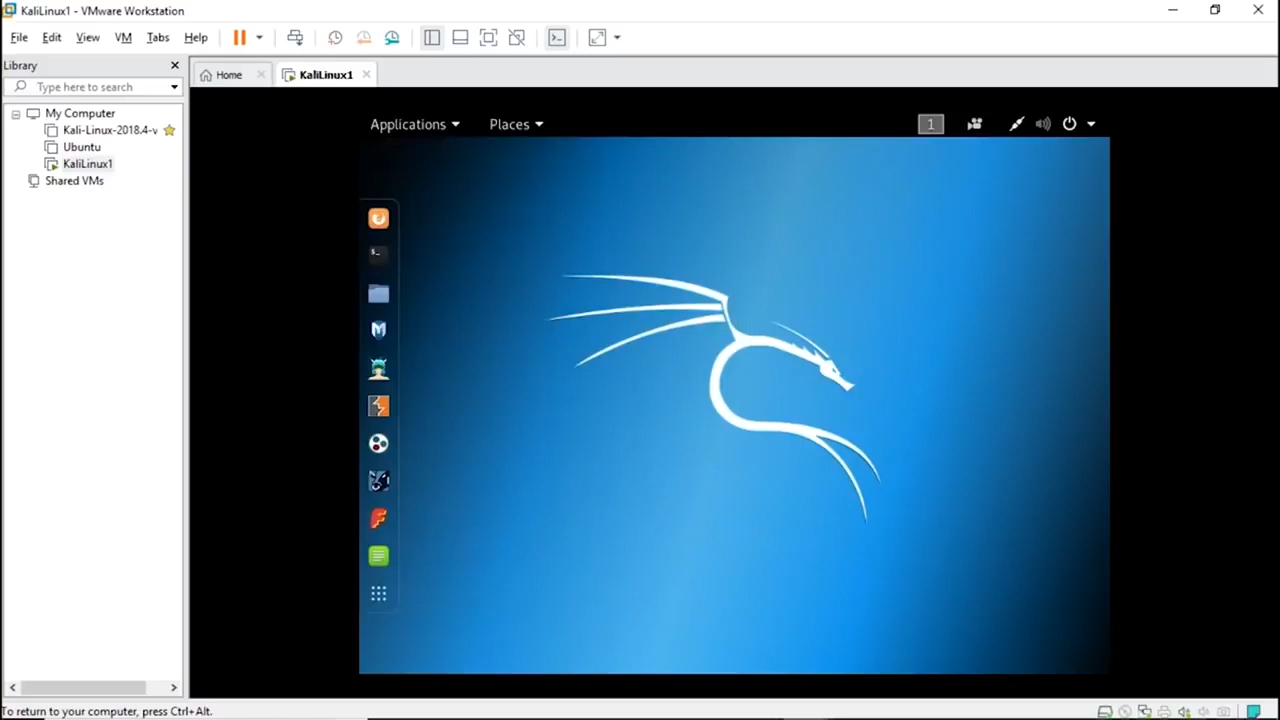 KaliLinux1 - VMware Workstation
File Edit View VM Tabs Help
Library
Type here to search
Home
KaliLinux1
My Computer
Kali-Linux-2018.4-v
Ubuntu
KaliLinux1
Shared VMs
Applications Places 1
To return to your computer, press Ctrl+Alt.